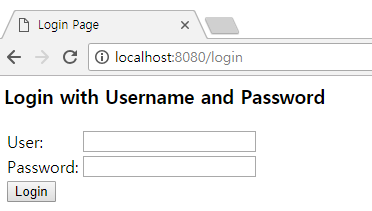 Login Page
localhost:8080/login
Login with Username and Password
User:
Password:
Login